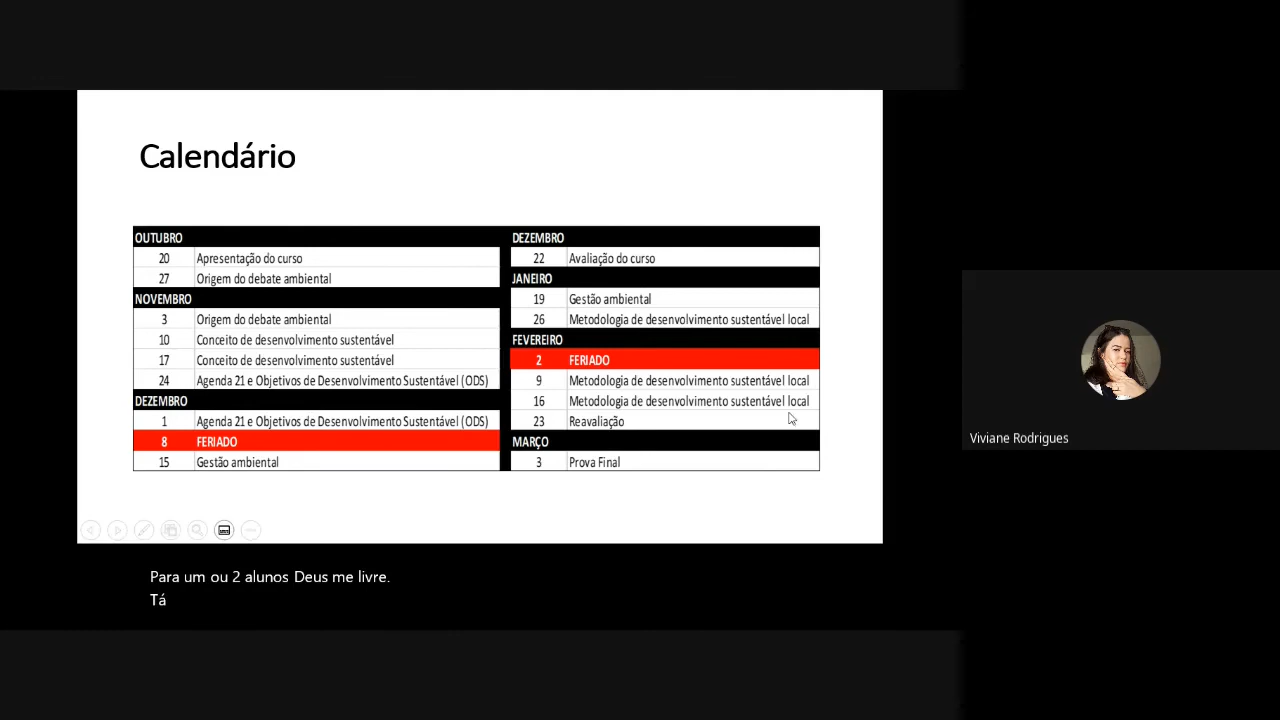 Calendário
OUTUBRO
20 Apresentação do curso
27 Origem do debate ambiental
NOVEMBRO
3 Origem do debate ambiental
10 Conceito de desenvolvimento sustentável
17 Conceito de desenvolvimento sustentável
24 Agenda 21 e Objetivos de Desenvolvimento Sustentável (ODS)
DEZEMBRO
1 Agenda 21 e Objetivos de Desenvolvimento Sustentável (ODS)
8 FERIADO
15 Gestão ambiental
DEZEMBRO
22 Avaliação do curso
JANEIRO
19 Gestão ambiental
26 Metodologia de desenvolvimento sustentável local
FEVEREIRO
2 FERIADO
9 Metodologia de desenvolvimento sustentável local
16 Metodologia de desenvolvimento sustentável local
23 Reavaliação
MARÇO
3 Prova Final
Viviane Rodrigues
Para um ou 2 alunos Deus me livre.
Tá